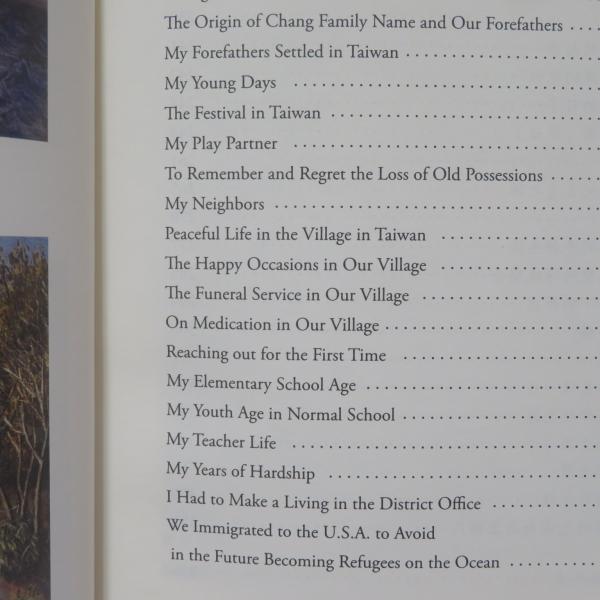 The Origin of Chang Family Name and Our Forefathers ....
My Forefathers Settled in Taiwan ....................
My Young Days ................................
The Festival in Taiwan ............................
My Play Partner ................................
To Remember and Regret the Loss of Old Possessions ......
My Neighbors ..................................
Peaceful Life in the Village in Taiwan ................
The Happy Occasions in Our Village ................
The Funeral Service in Our Village ..................
On Medication in Our Village ......................
Reaching out for the First Time ....................
My Elementary School Age ........................
My Youth Age in Normal School ....................
My Teacher Life ................................
My Years of Hardship ............................
I Had to Make a Living in the District Office ............
We Immigrated to the U.S.A. to Avoid
in the Future Becoming Refugees on the Ocean ..........